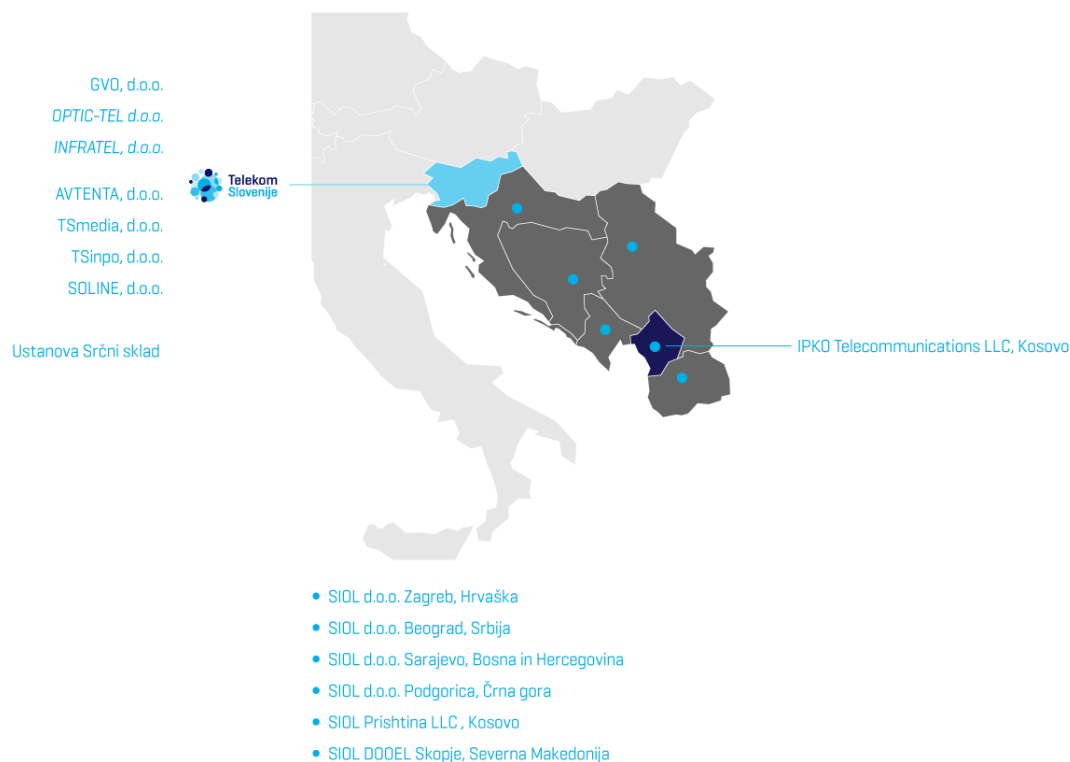 GVO, d.o.o.
OPTIC-TEL d.o.o.
INFRATEL, d.o.o.
AVTENTA, d.o.o.
TSmedia, d.o.o.
TSinpo, d.o.o.
SOLINE, d.o.o.
Ustanova Srčni sklad
Telekom
Slovenije
IPKO Telecommunications LLC, Kosovo
SIOL d.o.o. Zagreb, Hrvaška
SIOL d.o.o. Beograd, Srbija
SIOL d.o.o. Sarajevo, Bosna in Hercegovina
SIOL d.o.o. Podgorica, Črna gora
SIOL Prishtina LLC , Kosovo
SIOL DOOEL Skopje, Severna Makedonija